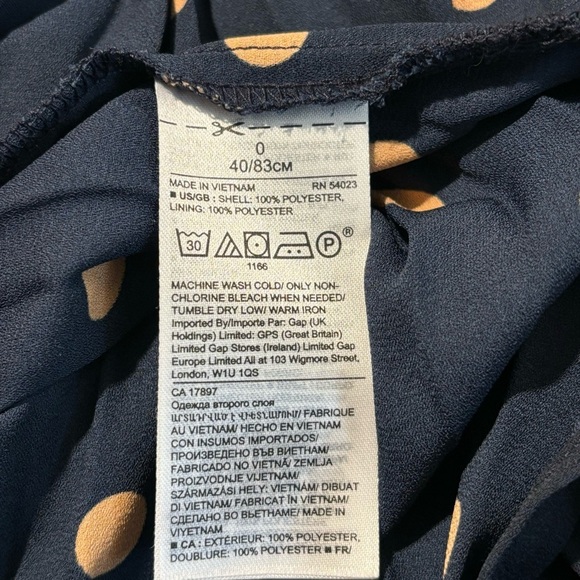 0
40/83CM
MADE IN VIETNAM RN 54023
■ US/GB : SHELL: 100% POLYESTER,
LINING: 100% POLYESTER
30 P ®
1166
MACHINE WASH COLD/ ONLY NON-
CHLORINE BLEACH WHEN NEEDED/
TUMBLE DRY LOW/ WARM IRON
Imported By/Importe Par: Gap (UK
Holdings) Limited: GPS (Great Britain)
Limited Gap Stores (Ireland) Limited Gap
Europe Limited All at 103 Wigmore Street,
London, W1U 1QS
CA 17897
Одежда второго слоя
ԱՐՏԱԴՐՎԱԾ Է ՎԻԵՏՆԱՄՈՒՄ/ FABRIQUÉ
AU VIETNAM/ HECHO EN VIETNAM
CON INSUMOS IMPORTADOS/
ПРОИЗВЕДЕНО ВЪВ ВИЕТНАМ/
FABRICADO NO VIETNÃ/ ZEMLJA
PROIZVODNJE VIJETNAM/
SZÁRMAZÁSI HELY: VIETNAM/ DIBUAT
DI VIETNAM/ FABRICAT ÎN VIETNAM/
СДЕЛАНО ВО ВЬЕТНАМЕ/ MADE IN
VIYETNAM
■ CA : EXTÉRIEUR: 100% POLYESTER,
DOUBLURE: 100% POLYESTER ■ FR/